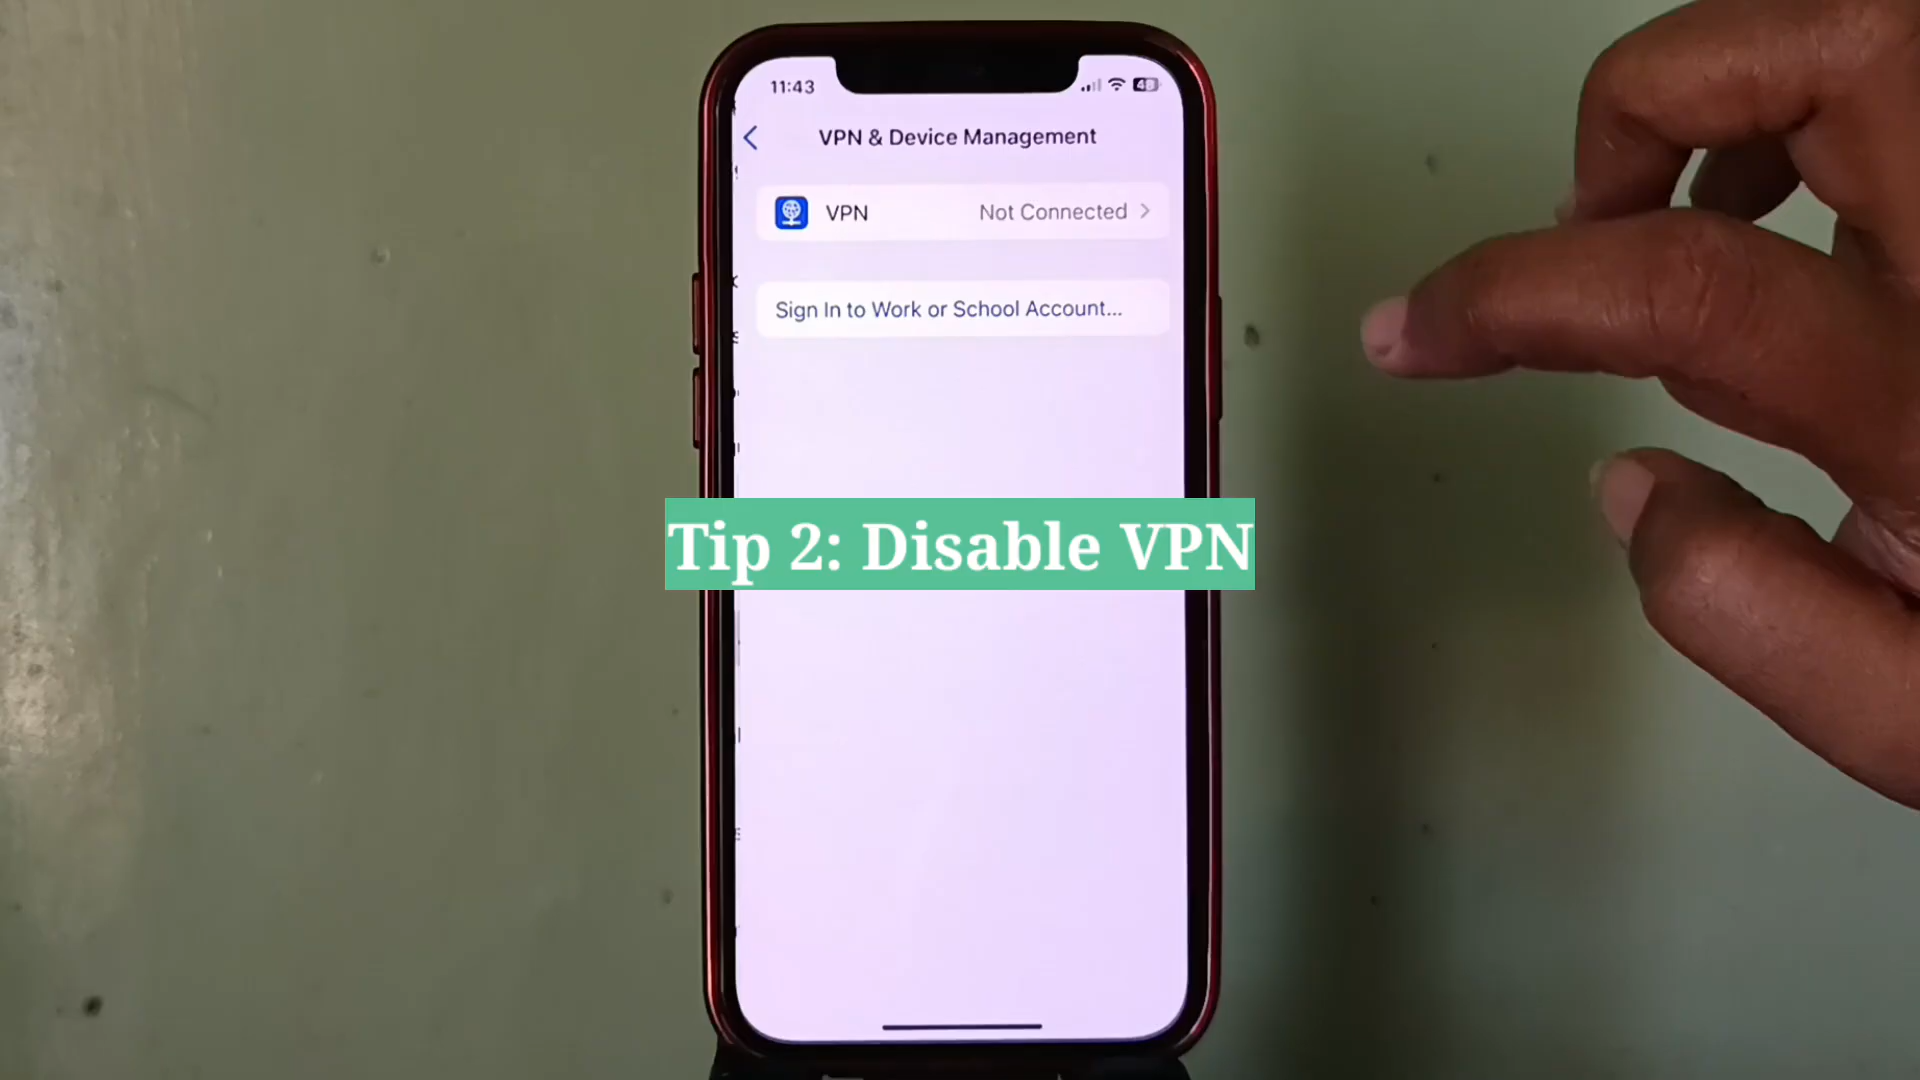 11:43
VPN & Device Management
VPN Not Connected
Sign In to Work or School Account...
Tip 2: Disable VPN